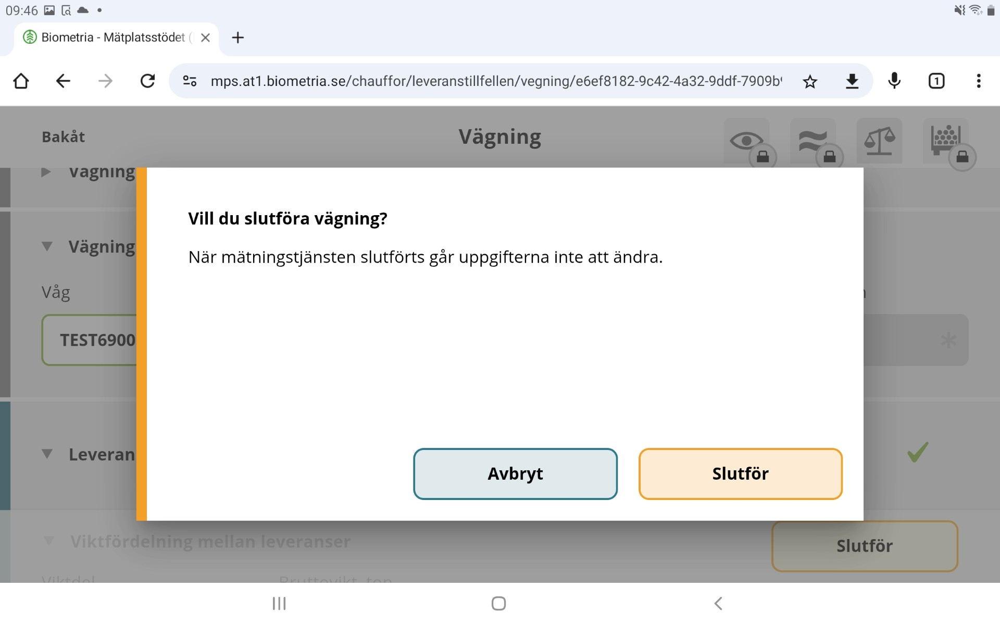 09:46
Biometria - Mätplatsstödet (
mps.at1.biometria.se/chauffor/leveranstillfellen/vegning/e6ef8182-9c42-4a32-9ddf-7909b
1
Bakåt
Vägning
Vägning
Vill du slutföra vägning?
När mätningstjänsten slutförts går uppgifterna inte att ändra.
Vägning
Våg
TEST6900
*
Leveran
Avbryt
Slutför
Viktfördelning mellan leveranser
Slutför
Viktdel
Bruttovikt, ton